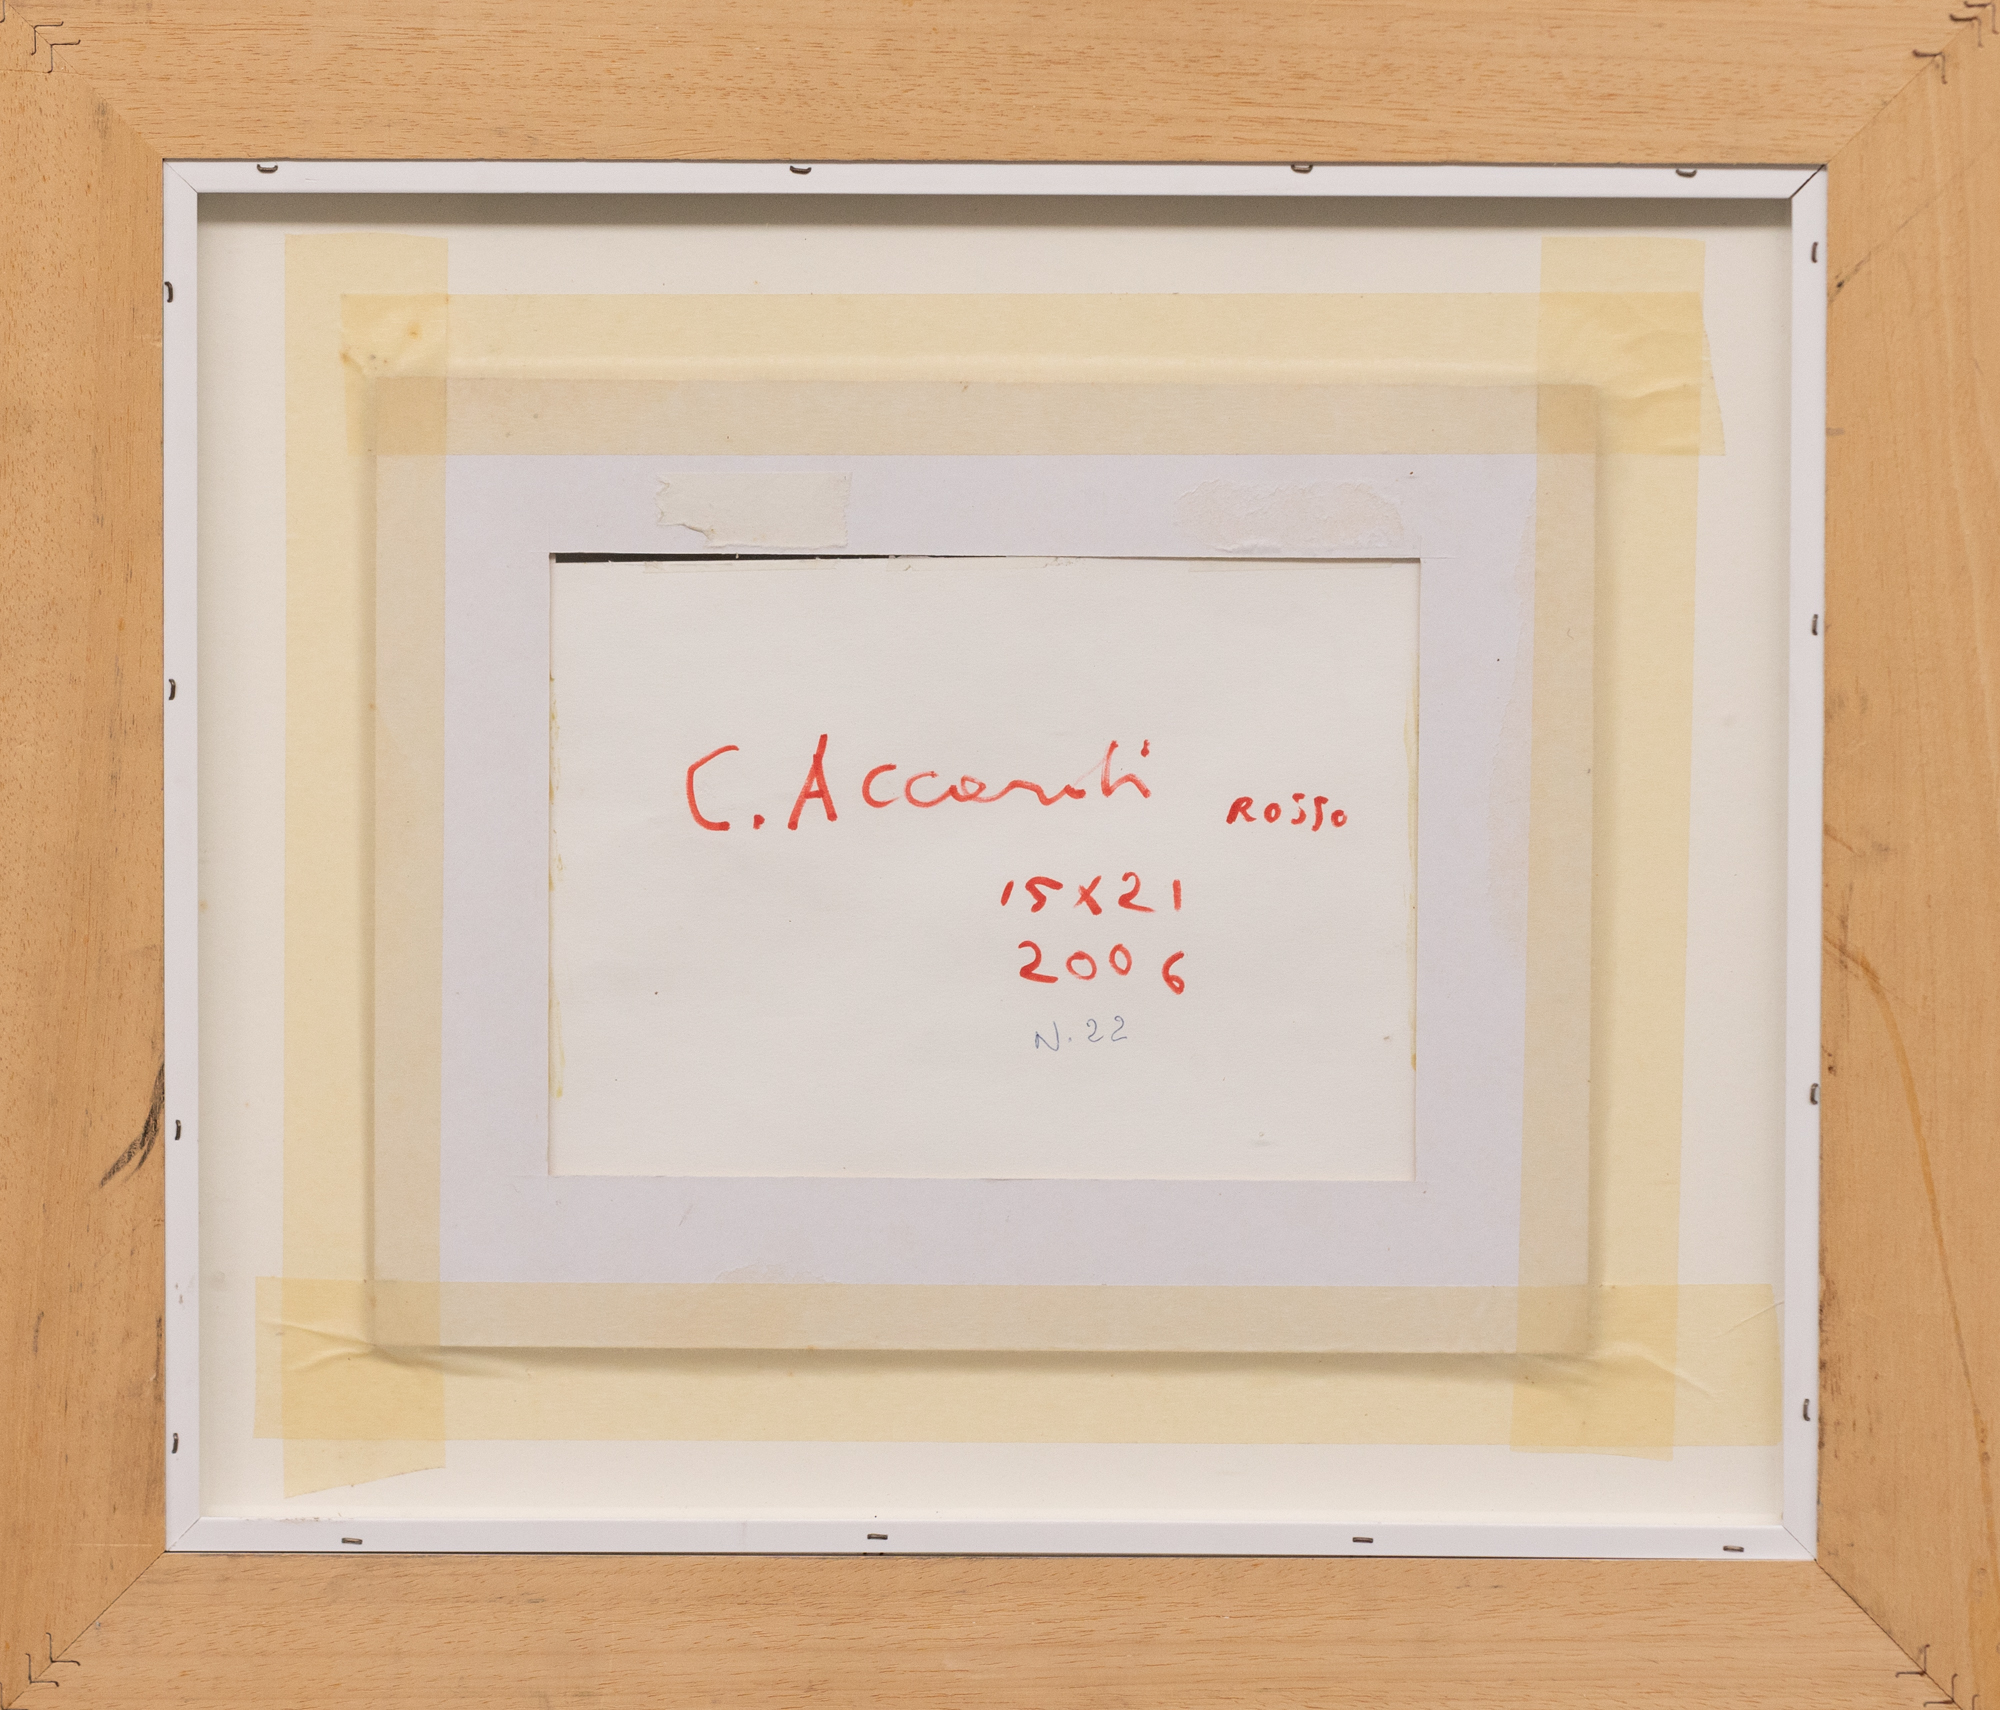 C. Accardi ROSSO
15x21
2006
N. 22